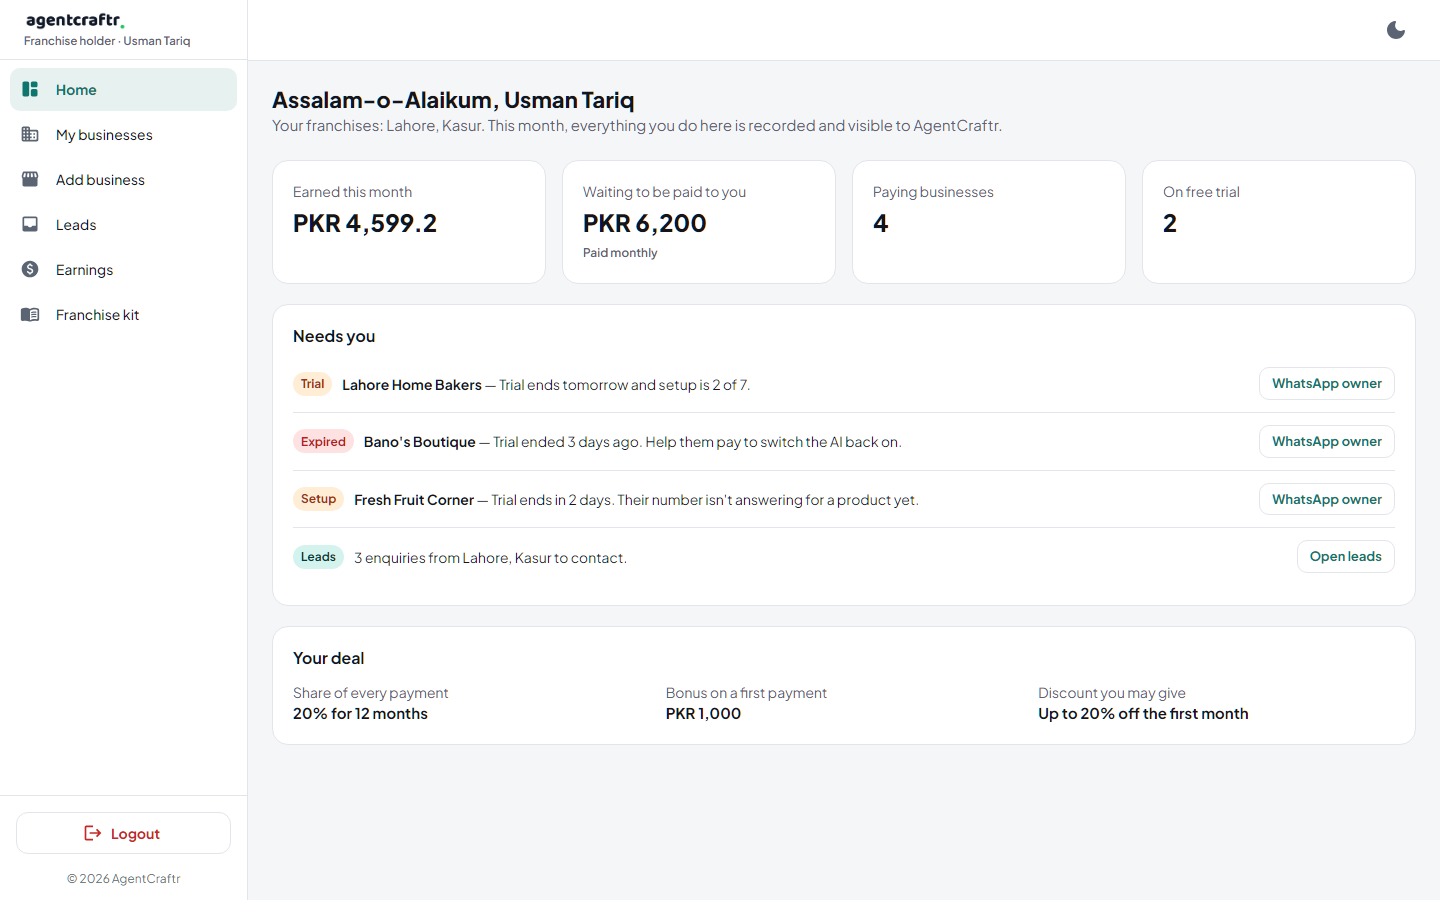 agentcraftr.
Franchise holder · Usman Tariq
Home
My businesses
Add business
Leads
Earnings
Franchise kit
Logout
© 2026 AgentCraftr
Assalam-o-Alaikum, Usman Tariq
Your franchises: Lahore, Kasur. This month, everything you do here is recorded and visible to AgentCraftr.
Earned this month
PKR 4,599.2
Waiting to be paid to you
PKR 6,200
Paid monthly
Paying businesses
4
On free trial
2
Needs you
Trial Lahore Home Bakers — Trial ends tomorrow and setup is 2 of 7. WhatsApp owner
Expired Bano's Boutique — Trial ended 3 days ago. Help them pay to switch the AI back on. WhatsApp owner
Setup Fresh Fruit Corner — Trial ends in 2 days. Their number isn't answering for a product yet. WhatsApp owner
Leads 3 enquiries from Lahore, Kasur to contact. Open leads
Your deal
Share of every payment
20% for 12 months
Bonus on a first payment
PKR 1,000
Discount you may give
Up to 20% off the first month